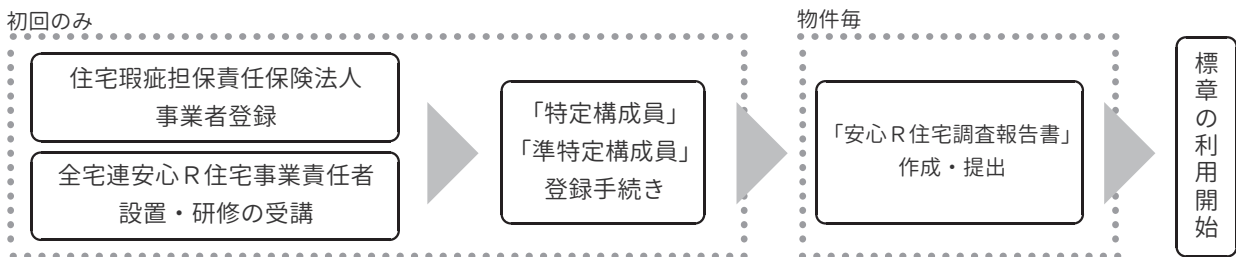 初回のみ
住宅瑕疵担保責任保険法人
事業者登録
全宅連安心R住宅事業責任者
設置・研修の受講
「特定構成員」
「準特定構成員」
登録手続き
物件毎
「安心R住宅調査報告書」
作成・提出
標章の利用開始